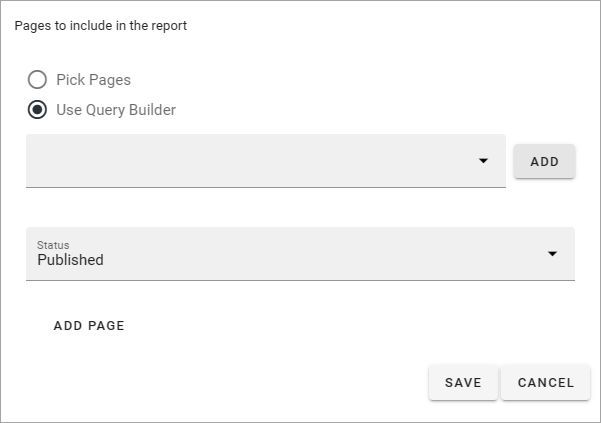 Pages to include in the report
Pick Pages
Use Query Builder
ADD
Status
Published
ADD PAGE
SAVE CANCEL